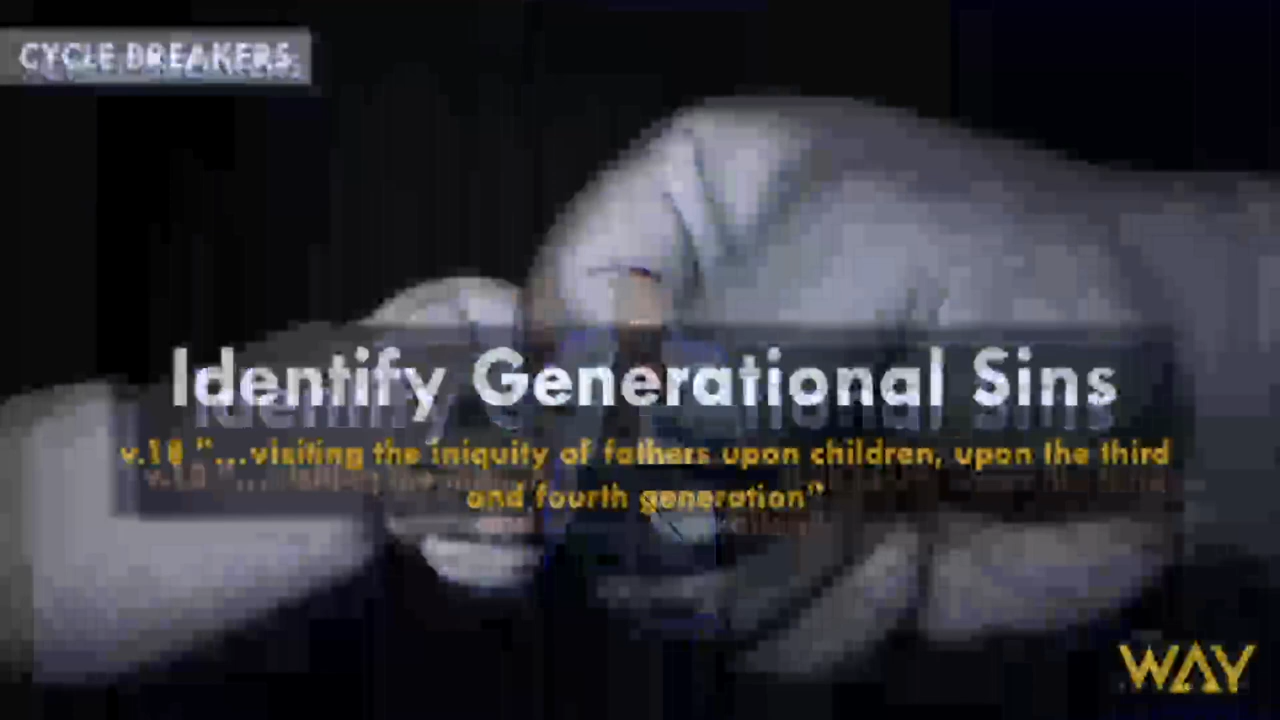 CYCLE BREAKERS
Identify Generational Sins
v.18 "...visiting the iniquity of fathers upon children, upon the third
and fourth generation"
WAY